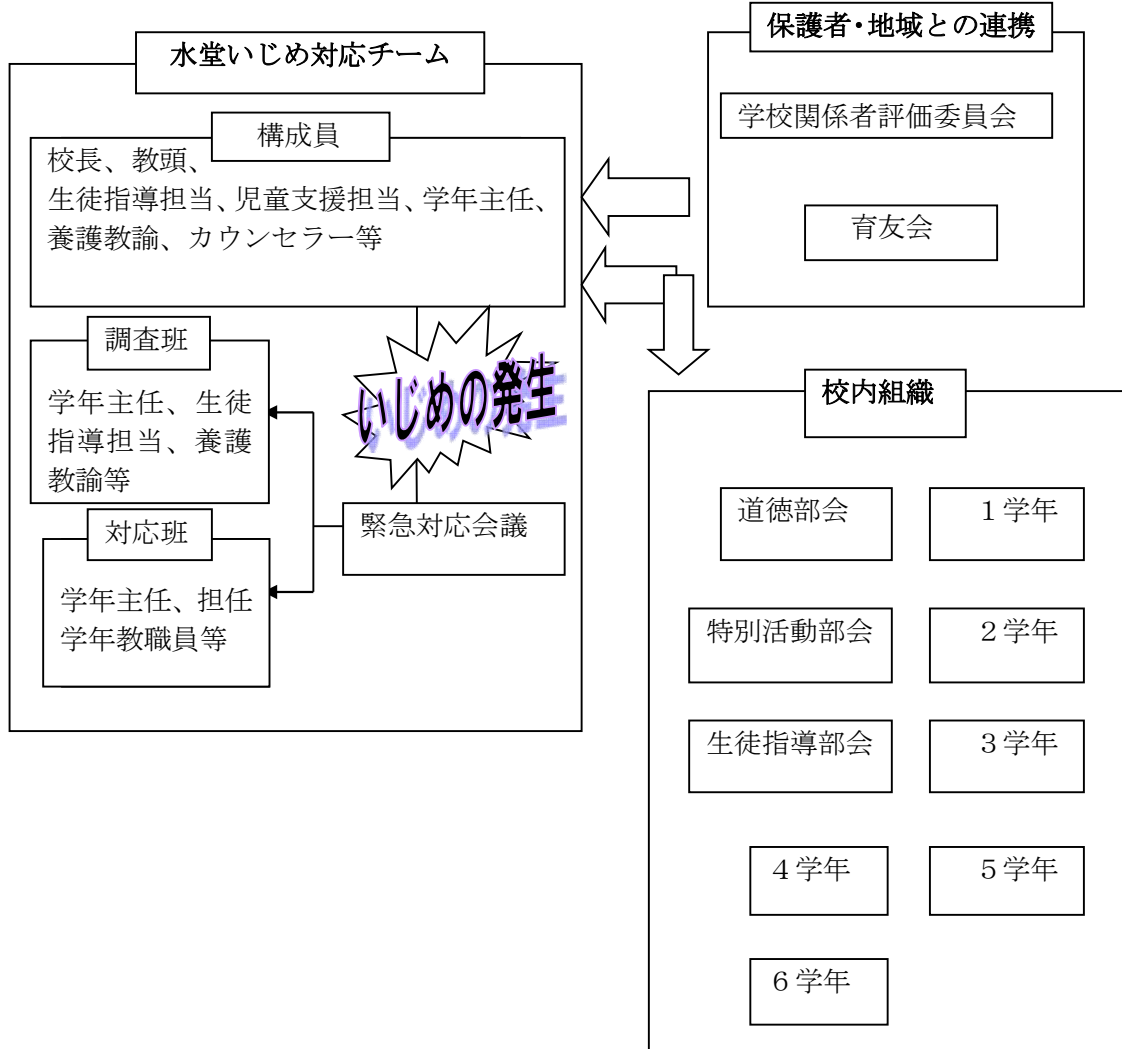 水堂いじめ対応チーム
構成員
校長、教頭、
生徒指導担当、児童支援担当、学年主任、
養護教諭、カウンセラー等
いじめの発生
調査班
学年主任、生徒
指導担当、養護
教諭等
緊急対応会議
対応班
学年主任、担任
学年教職員等
保護者・地域との連携
学校関係者評価委員会
育友会
校内組織
道徳部会
１学年
特別活動部会
２学年
生徒指導部会
３学年
４学年
５学年
６学年